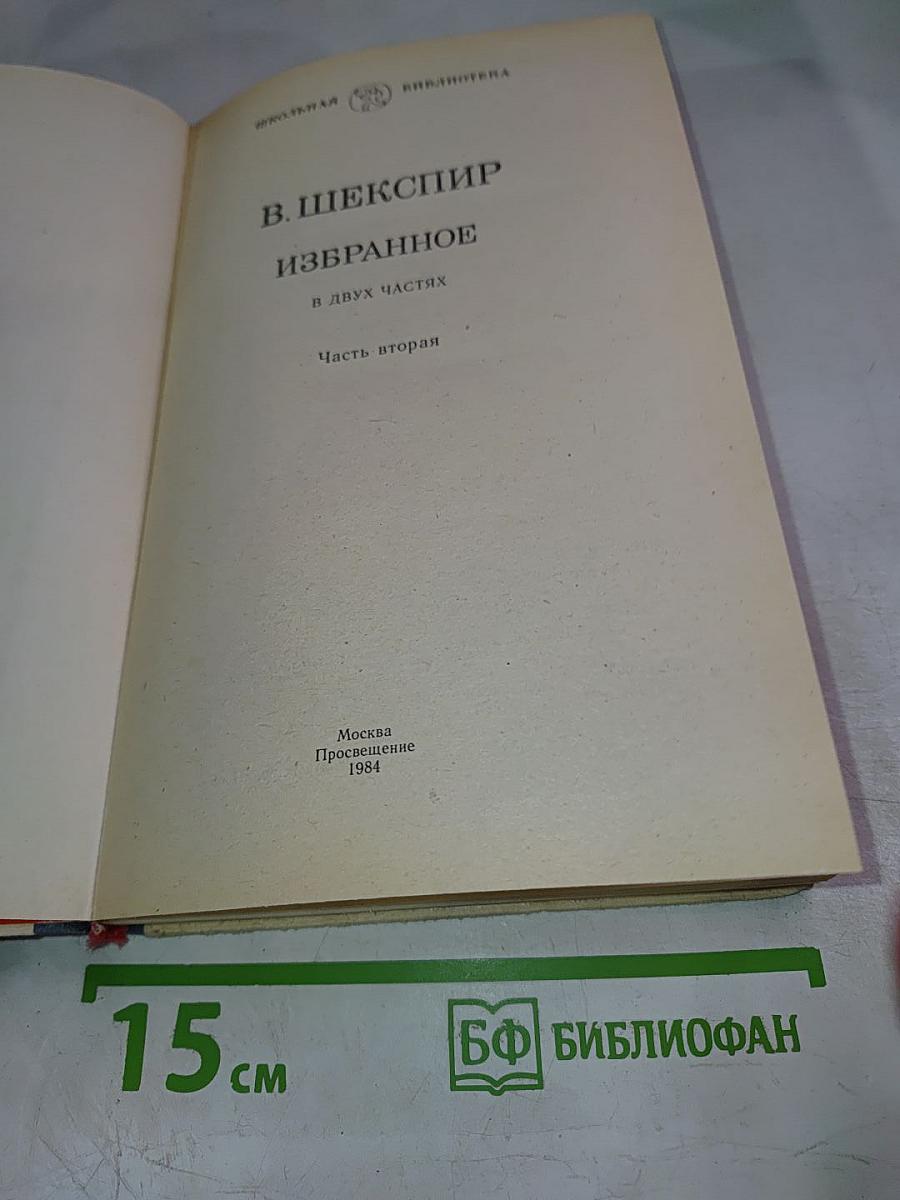 ШКОЛЬНАЯ БИБЛИОТЕКА
В. ШЕКСПИР
ИЗБРАННОЕ
В ДВУХ ЧАСТЯХ
Часть вторая
Москва
Просвещение
1984
15 см
БФ БИБЛИОФАН